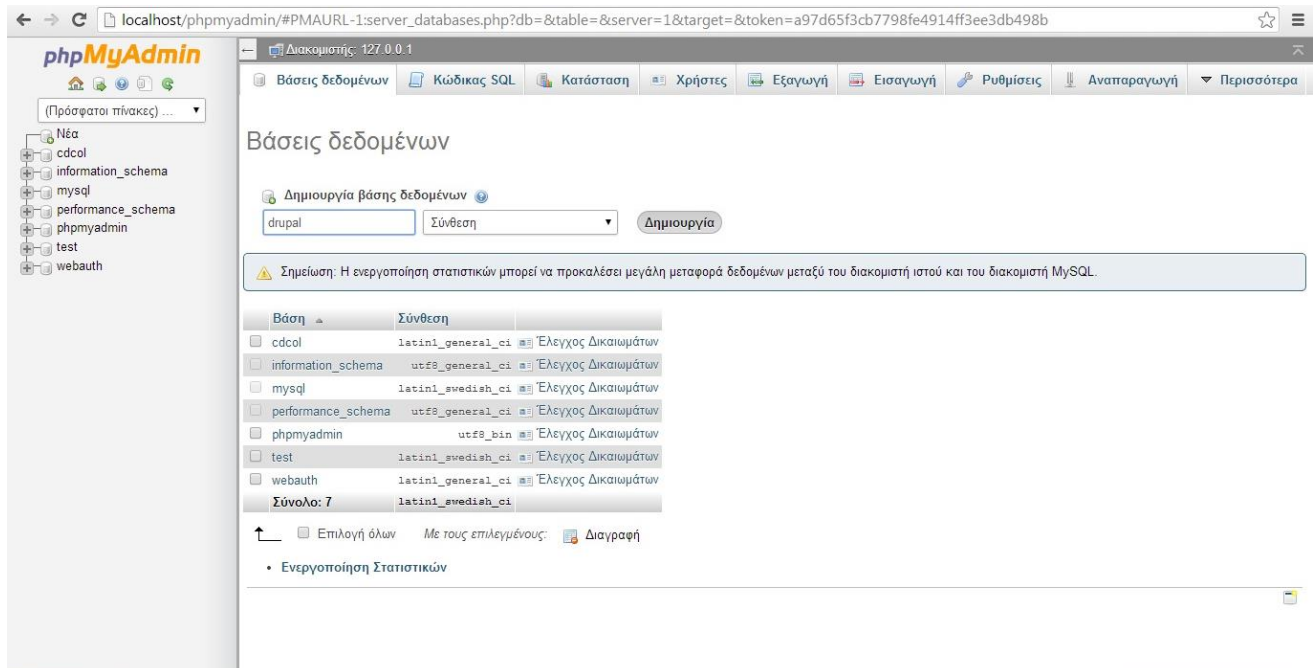 localhost/phpmyadmin/#PMAURL-1:server_databases.php?db=&table=&server=1&target=&token=a97d65f3cb7798fe4914ff3ee3db498b
phpMyAdmin
(Πρόσφατοι πίνακες) ...
Νέα
cdcol
information_schema
mysql
performance_schema
phpmyadmin
test
webauth
Διακομιστής: 127.0.0.1
Βάσεις δεδομένων Κώδικας SQL Κατάσταση Χρήστες Εξαγωγή Εισαγωγή Ρυθμίσεις Αναπαραγωγή Περισσότερα
Βάσεις δεδομένων
Δημιουργία βάσης δεδομένων
drupal Σύνθεση Δημιουργία
Σημείωση: Η ενεργοποίηση στατιστικών μπορεί να προκαλέσει μεγάλη μεταφορά δεδομένων μεταξύ του διακομιστή ιστού και του διακομιστή MySQL.
Βάση Σύνθεση
cdcol latin1_general_ci Έλεγχος Δικαιωμάτων
information_schema utf8_general_ci Έλεγχος Δικαιωμάτων
mysql latin1_swedish_ci Έλεγχος Δικαιωμάτων
performance_schema utf8_general_ci Έλεγχος Δικαιωμάτων
phpmyadmin utf8_bin Έλεγχος Δικαιωμάτων
test latin1_swedish_ci Έλεγχος Δικαιωμάτων
webauth latin1_general_ci Έλεγχος Δικαιωμάτων
Σύνολο: 7 latin1_swedish_ci
Επιλογή όλων Με τους επιλεγμένους: Διαγραφή
• Ενεργοποίηση Στατιστικών